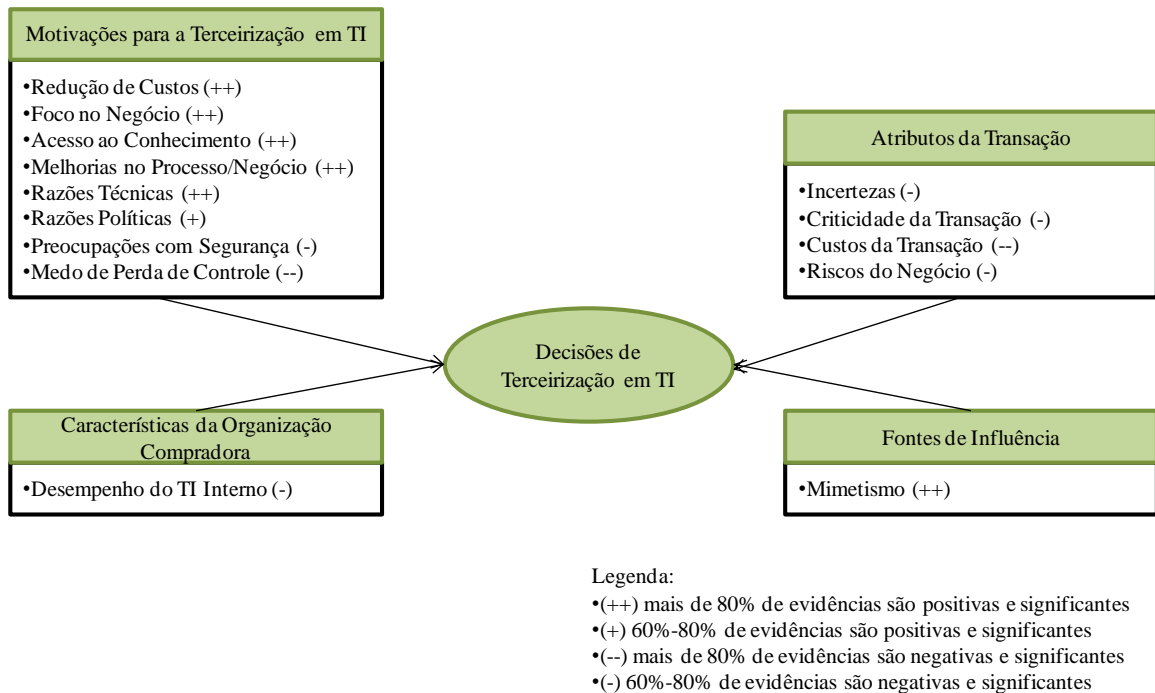 Motivações para a Terceirização em TI
•Redução de Custos (++)
•Foco no Negócio (++)
•Acesso ao Conhecimento (++)
•Melhorias no Processo/Negócio (++)
•Razões Técnicas (++)
•Razões Políticas (+)
•Preocupações com Segurança (-)
•Medo de Perda de Controle (--)
Atributos da Transação
•Incertezas (-)
•Criticidade da Transação (-)
•Custos da Transação (--)
•Riscos do Negócio (-)
Decisões de
Terceirização em TI
Características da Organização
Compradora
•Desempenho do TI Interno (-)
Fontes de Influência
•Mimetismo (++)
Legenda:
•(++) mais de 80% de evidências são positivas e significantes
•(+) 60%-80% de evidências são positivas e significantes
•(--) mais de 80% de evidências são negativas e significantes
•(-) 60%-80% de evidências são negativas e significantes